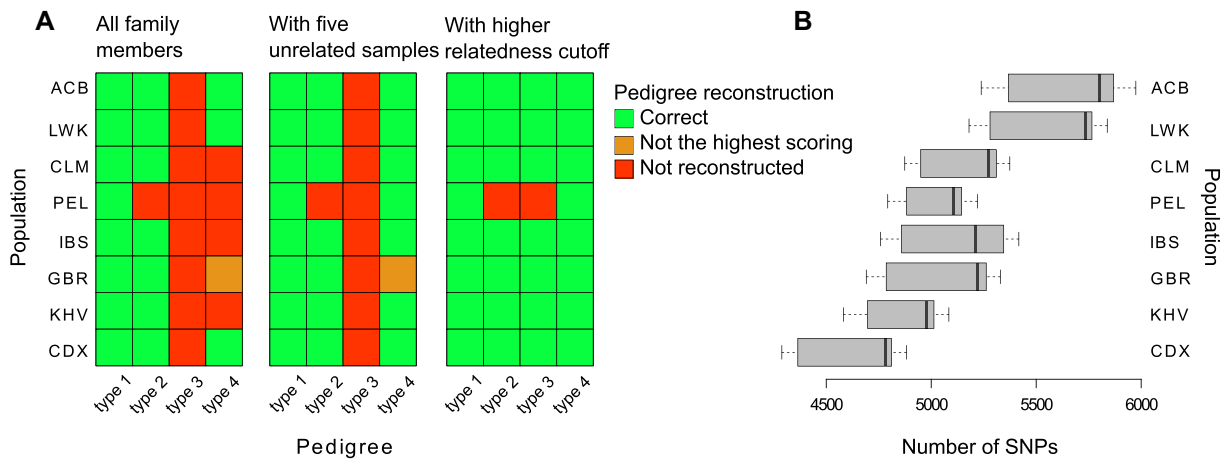 A
All family
members
With five
unrelated samples
With higher
relatedness cutoff
Population
ACB
LWK
CLM
PEL
IBS
GBR
KHV
CDX
type 1
type 2
type 3
type 4
type 1
type 2
type 3
type 4
type 1
type 2
type 3
type 4
Pedigree
Pedigree reconstruction
Correct
Not the highest scoring
Not reconstructed
B
ACB
LWK
CLM
PEL
IBS
GBR
KHV
CDX
Population
4500
5000
5500
6000
Number of SNPs